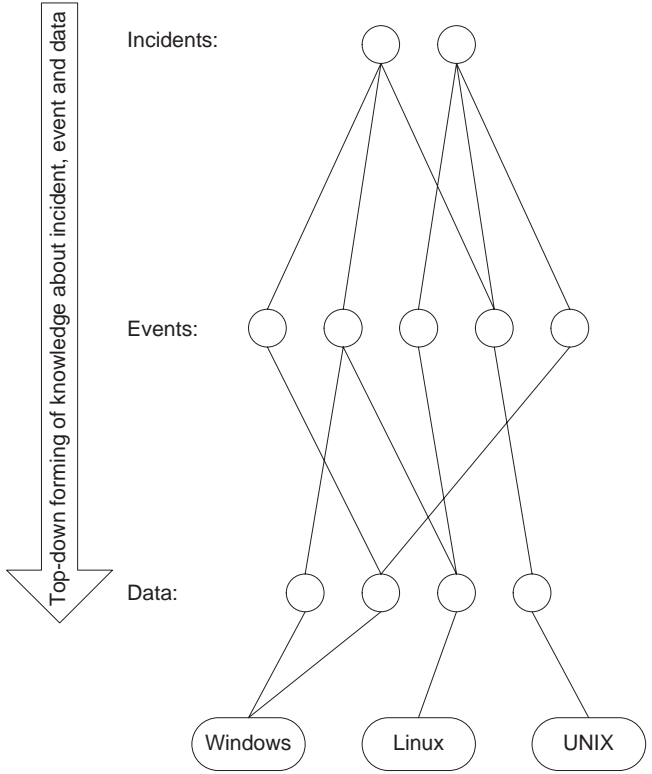 Top-down forming of knowledge about incident, event and data
Incidents:
Events:
Data:
Windows
Linux
UNIX